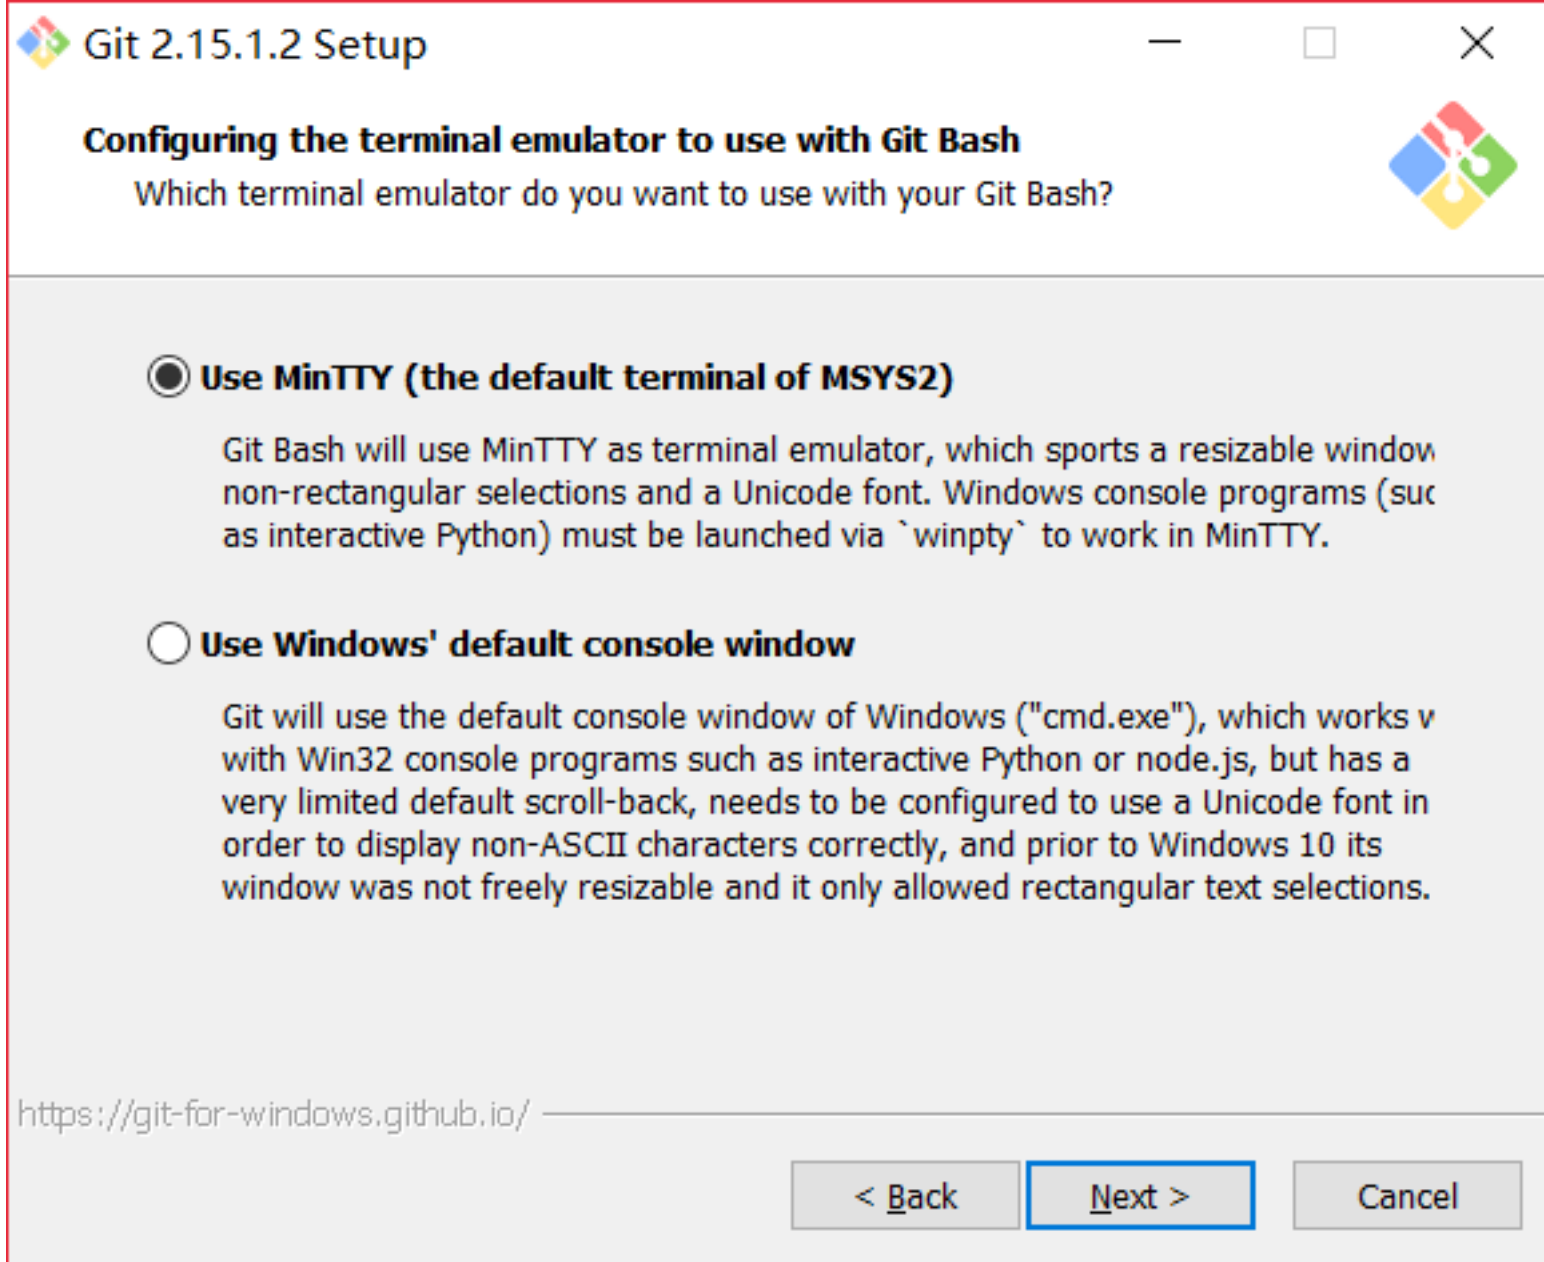 Git 2.15.1.2 Setup
Configuring the terminal emulator to use with Git Bash
Which terminal emulator do you want to use with your Git Bash?
Use MinTTY (the default terminal of MSYS2)
Git Bash will use MinTTY as terminal emulator, which sports a resizable window
non-rectangular selections and a Unicode font. Windows console programs (suc
as interactive Python) must be launched via `winpty` to work in MinTTY.
Use Windows' default console window
Git will use the default console window of Windows ("cmd.exe"), which works w
with Win32 console programs such as interactive Python or node.js, but has a
very limited default scroll-back, needs to be configured to use a Unicode font in
order to display non-ASCII characters correctly, and prior to Windows 10 its
window was not freely resizable and it only allowed rectangular text selections.
https://git-for-windows.github.io/
< Back Next > Cancel